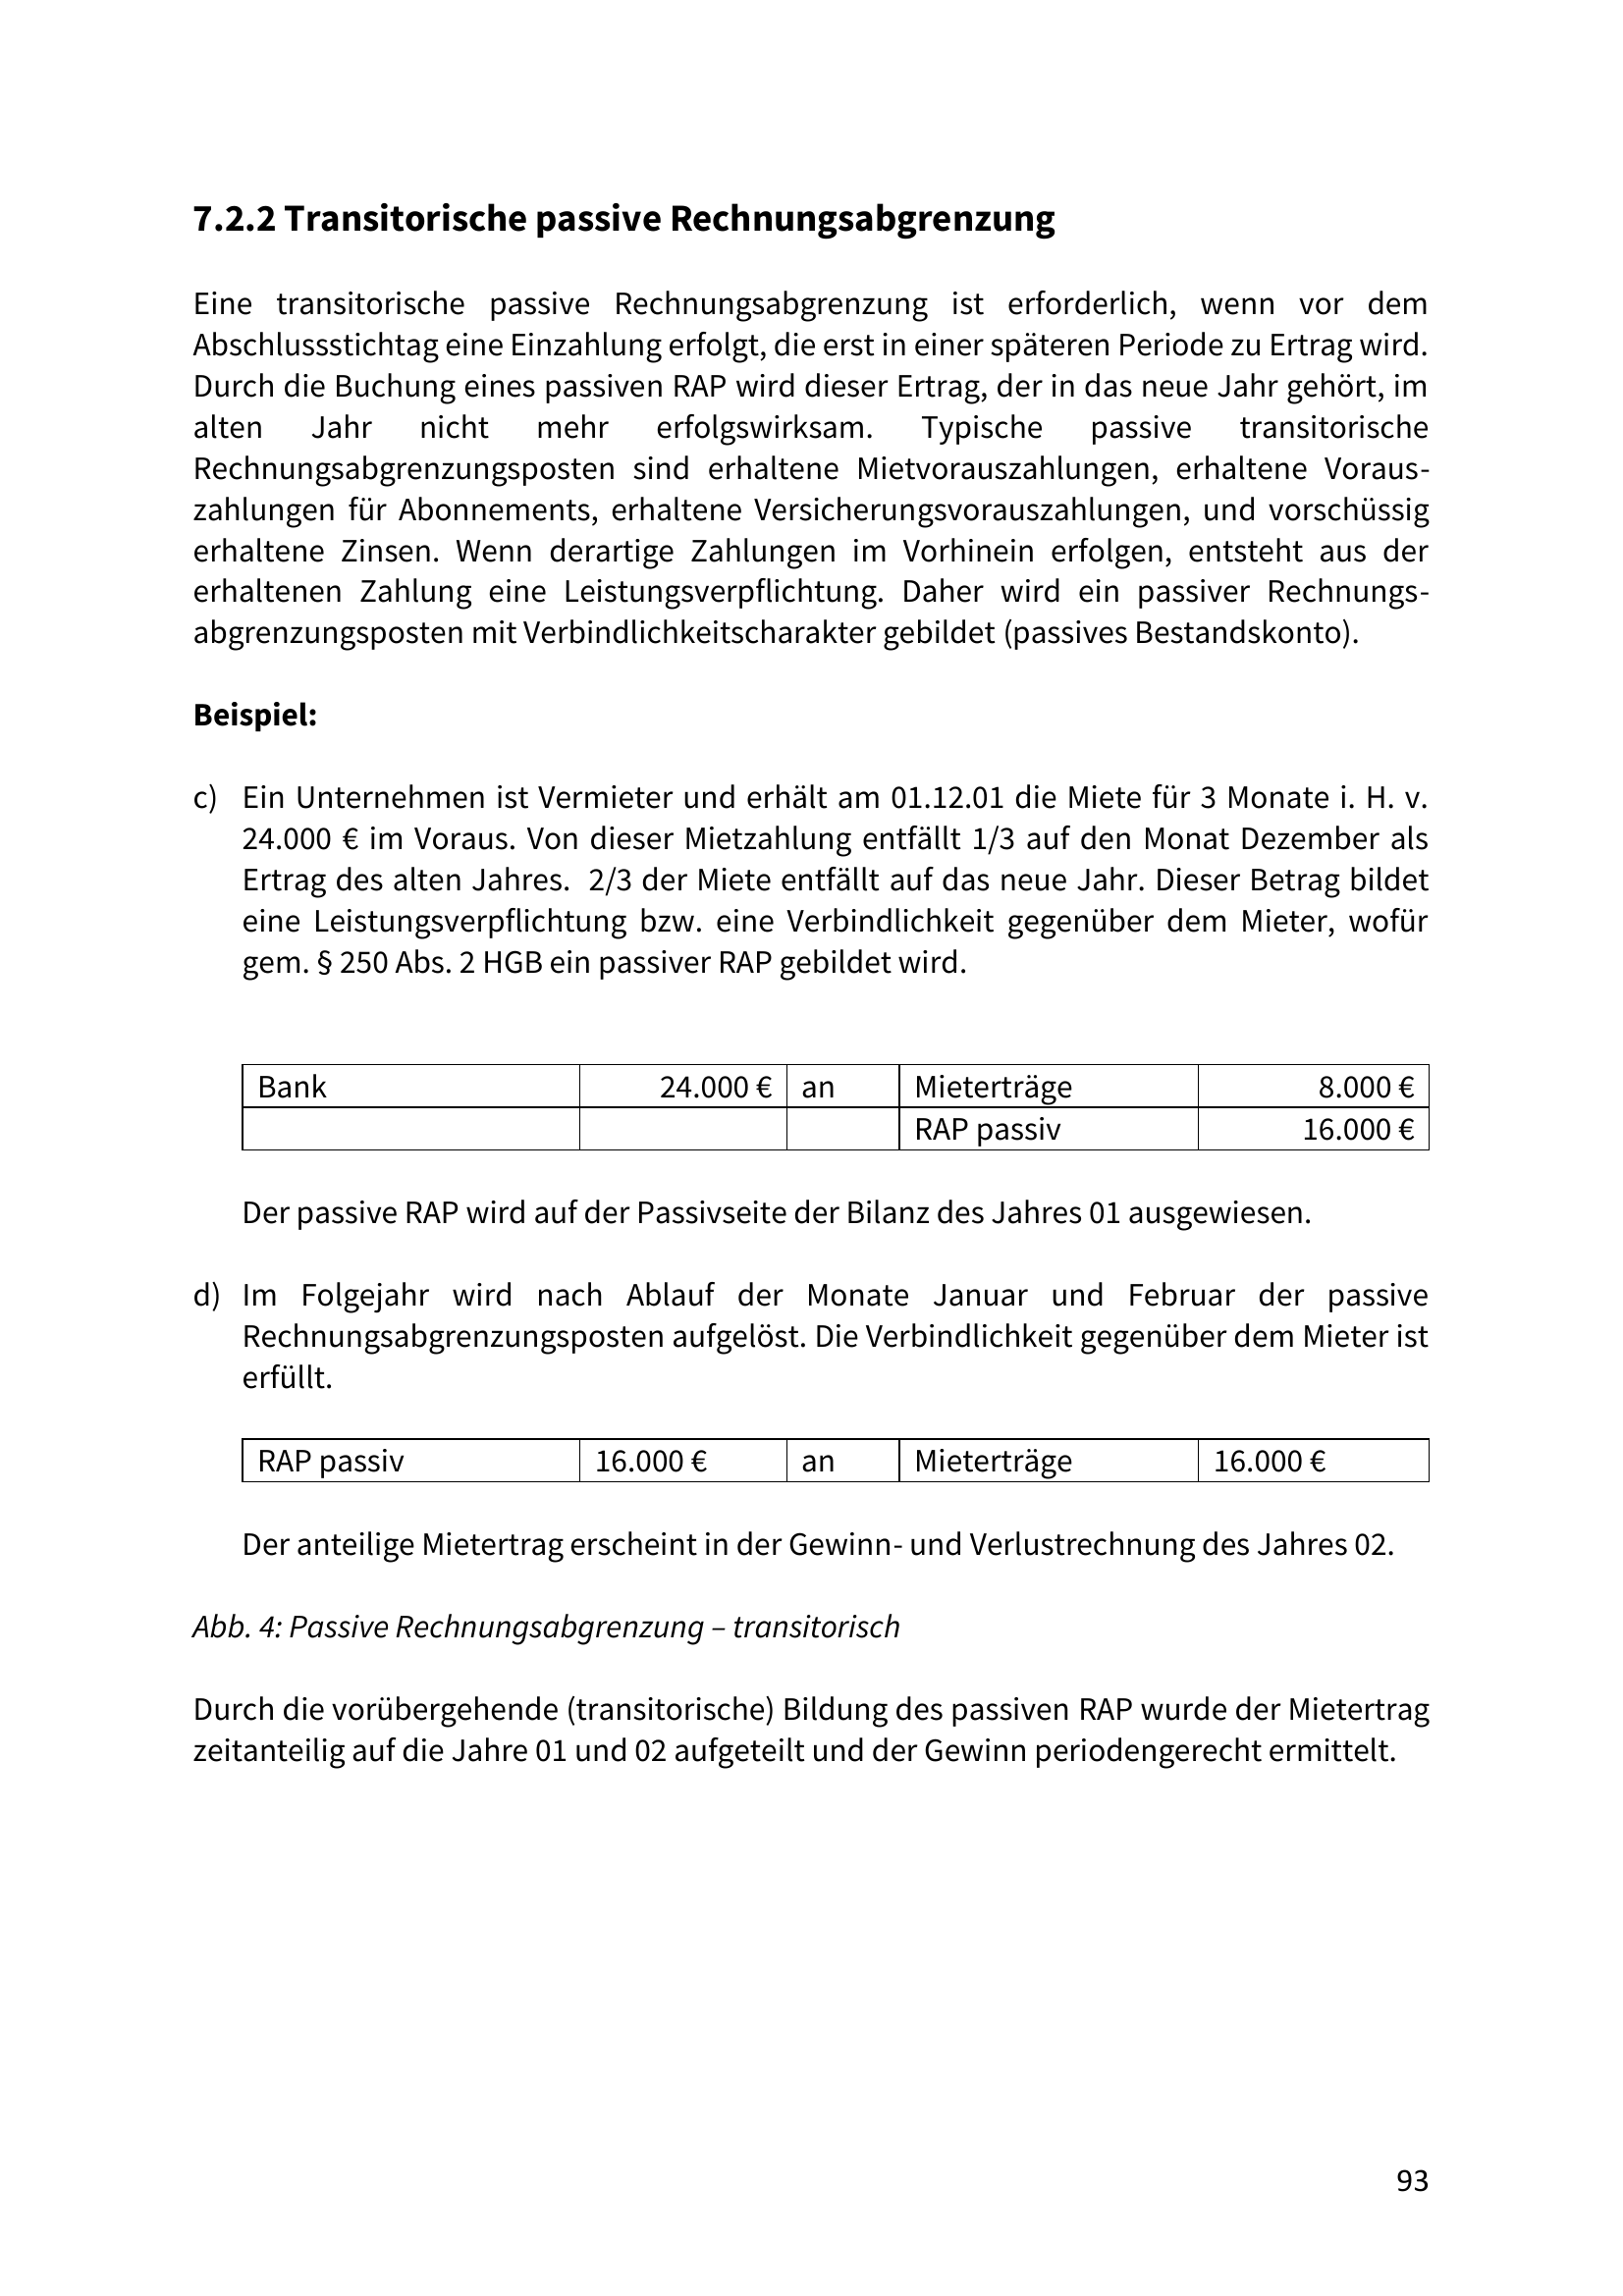 7.2.2 Transitorische passive Rechnungsabgrenzung
Eine transitorische passive Rechnungsabgrenzung ist erforderlich, wenn vor dem
Abschlussstichtag eine Einzahlung erfolgt, die erst in einer späteren Periode zu Ertrag wird.
Durch die Buchung eines passiven RAP wird dieser Ertrag, der in das neue Jahr gehört, im
alten Jahr nicht mehr erfolgswirksam. Typische passive transitorische
Rechnungsabgrenzungsposten sind erhaltene Mietvorauszahlungen, erhaltene Voraus-
zahlungen für Abonnements, erhaltene Versicherungsvorauszahlungen, und vorschüssig
erhaltene Zinsen. Wenn derartige Zahlungen im Vorhinein erfolgen, entsteht aus der
erhaltenen Zahlung eine Leistungsverpflichtung. Daher wird ein passiver Rechnungs-
abgrenzungsposten mit Verbindlichkeitscharakter gebildet (passives Bestandskonto).
Beispiel:
c) Ein Unternehmen ist Vermieter und erhält am 01.12.01 die Miete für 3 Monate i. H. v.
24.000 € im Voraus. Von dieser Mietzahlung entfällt 1/3 auf den Monat Dezember als
Ertrag des alten Jahres. 2/3 der Miete entfällt auf das neue Jahr. Dieser Betrag bildet
eine Leistungsverpflichtung bzw. eine Verbindlichkeit gegenüber dem Mieter, wofür
gem. § 250 Abs. 2 HGB ein passiver RAP gebildet wird.
Bank 24.000 € an Mieterträge 8.000 €
RAP passiv 16.000 €
Der passive RAP wird auf der Passivseite der Bilanz des Jahres 01 ausgewiesen.
d) Im Folgejahr wird nach Ablauf der Monate Januar und Februar der passive
Rechnungsabgrenzungsposten aufgelöst. Die Verbindlichkeit gegenüber dem Mieter ist
erfüllt.
RAP passiv 16.000 € an Mieterträge 16.000 €
Der anteilige Mietertrag erscheint in der Gewinn- und Verlustrechnung des Jahres 02.
Abb. 4: Passive Rechnungsabgrenzung – transitorisch
Durch die vorübergehende (transitorische) Bildung des passiven RAP wurde der Mietertrag
zeitanteilig auf die Jahre 01 und 02 aufgeteilt und der Gewinn periodengerecht ermittelt.
93